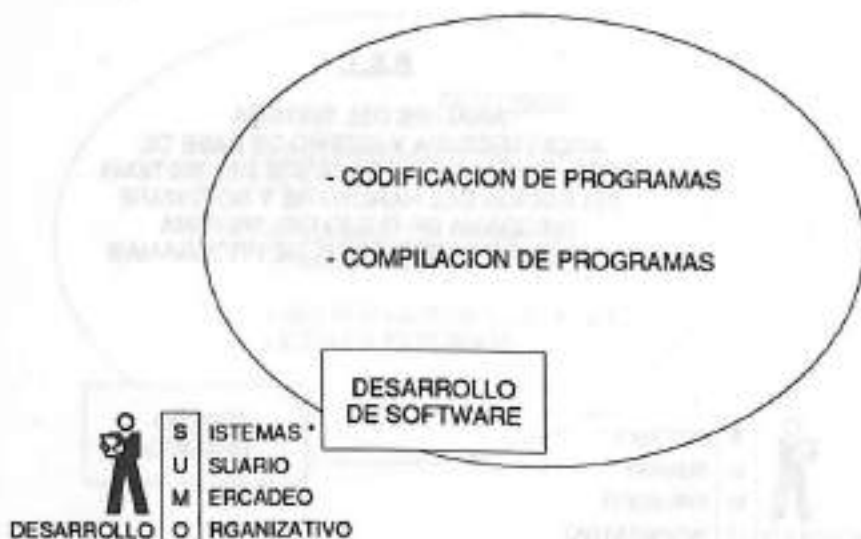 - CODIFICACION DE PROGRAMAS
- COMPILACION DE PROGRAMAS
DESARROLLO
DE SOFTWARE
S ISTEMAS *
U SUARIO
M ERCADEO
DESARROLLO O RGANIZATIVO